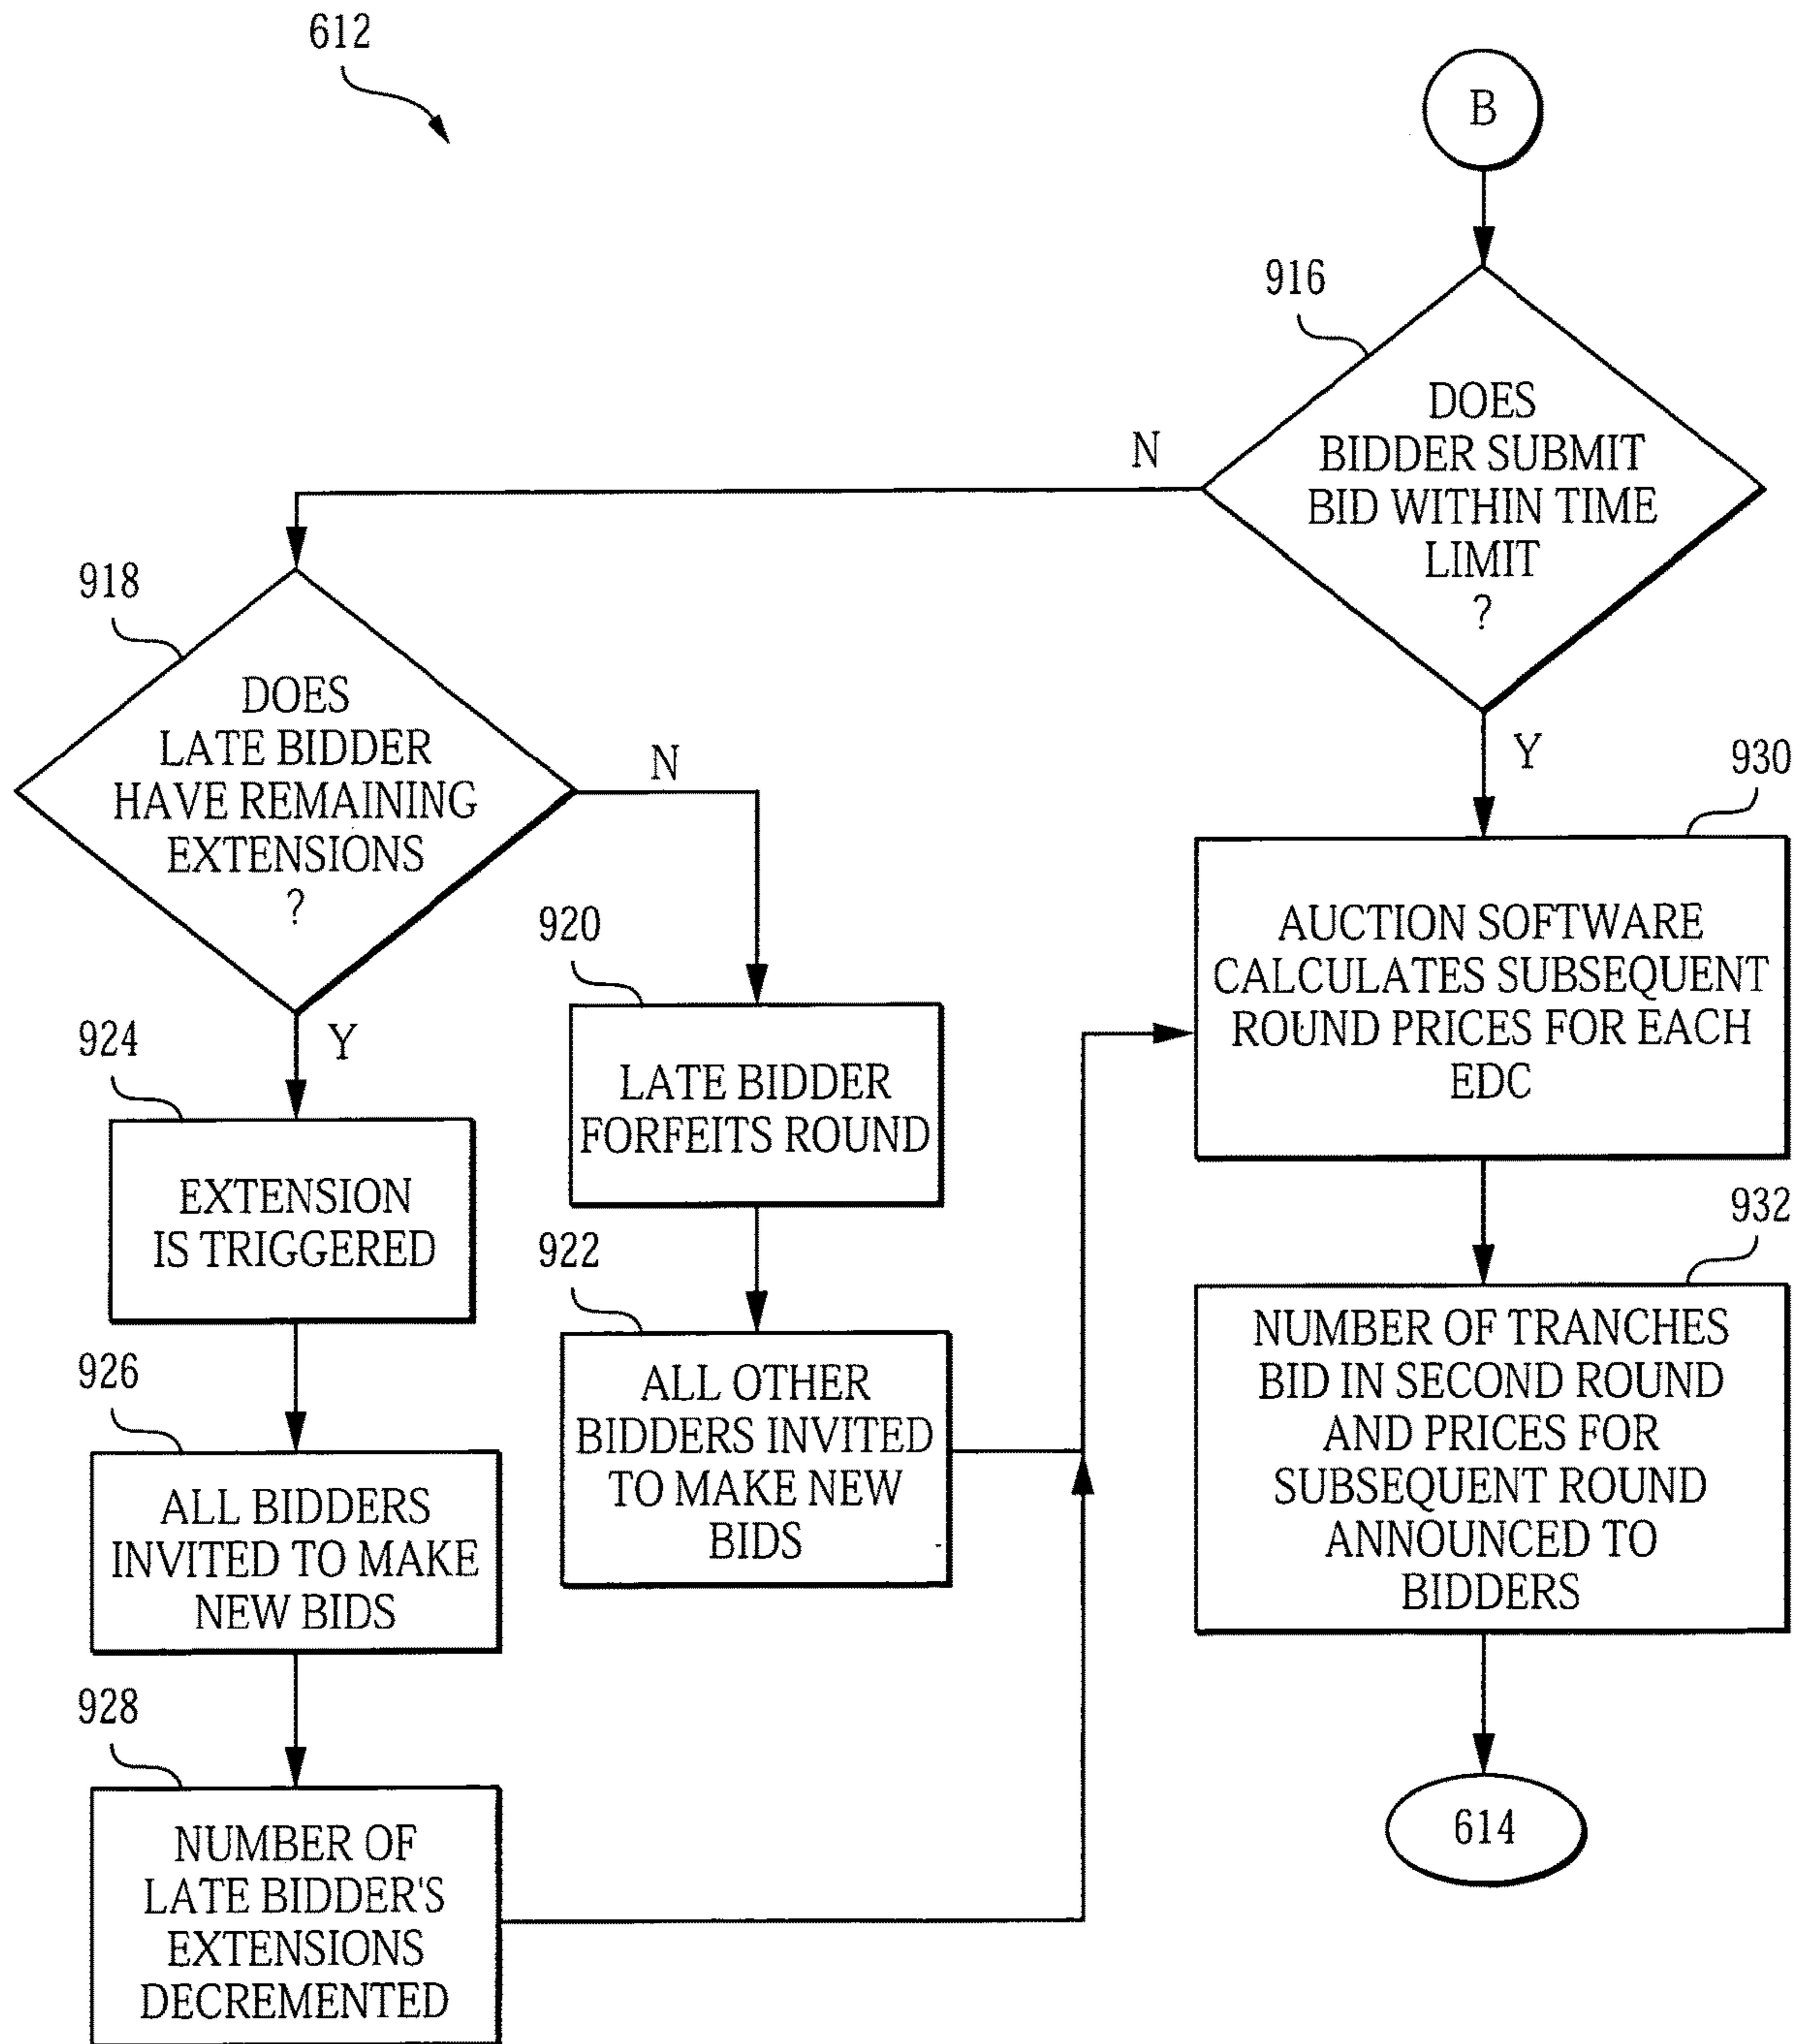 612
B
916
DOES
BIDDER SUBMIT
BID WITHIN TIME
LIMIT
?
N
Y
918
DOES
LATE BIDDER
HAVE REMAINING
EXTENSIONS
?
N
Y
920
LATE BIDDER
FORFEITS ROUND
922
ALL OTHER
BIDDERS INVITED
TO MAKE NEW
BIDS
924
EXTENSION
IS TRIGGERED
926
ALL BIDDERS
INVITED TO MAKE
NEW BIDS
928
NUMBER OF
LATE BIDDER'S
EXTENSIONS
DECREMENTED
930
AUCTION SOFTWARE
CALCULATES SUBSEQUENT
ROUND PRICES FOR EACH
EDC
932
NUMBER OF TRANCHES
BID IN SECOND ROUND
AND PRICES FOR
SUBSEQUENT ROUND
ANNOUNCED TO
BIDDERS
614